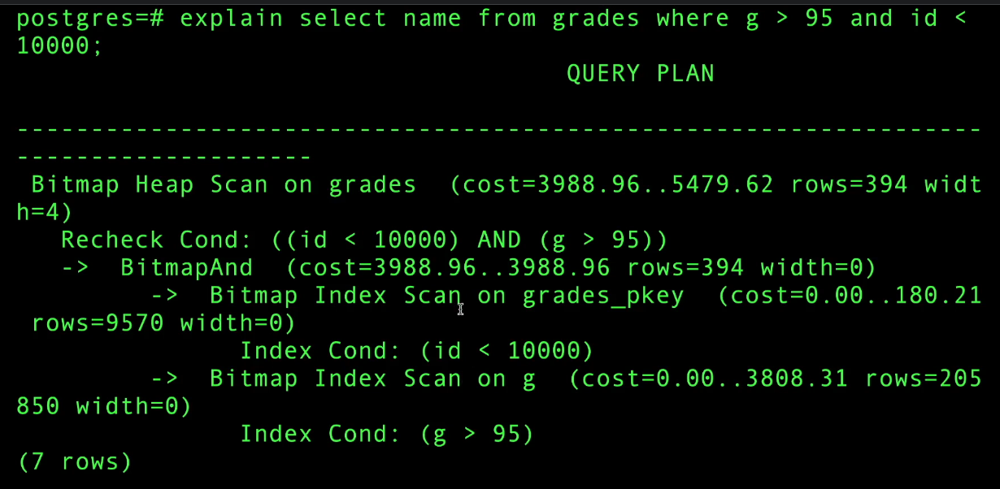 postgres=# explain select name from grades where g > 95 and id <
10000;
QUERY PLAN
-----------------------------------------------------------------
--------------------
Bitmap Heap Scan on grades  (cost=3988.96..5479.62 rows=394 widt
h=4)
Recheck Cond: ((id < 10000) AND (g > 95))
->  BitmapAnd  (cost=3988.96..3988.96 rows=394 width=0)
->  Bitmap Index Scan on grades_pkey  (cost=0.00..180.21
rows=9570 width=0)
Index Cond: (id < 10000)
->  Bitmap Index Scan on g  (cost=0.00..3808.31 rows=205
850 width=0)
Index Cond: (g > 95)
(7 rows)